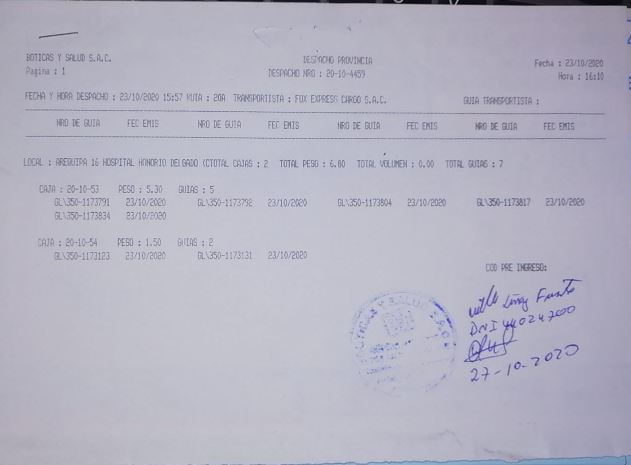 BOTICAS Y SALUD S.A.C.
DESPACHO PROVINCIA
Fecha : 23/10/2020
Pagina : 1
DESPACHO NRO : 20-10-4459
Hora : 16:10
FECHA Y HORA DESPACHO : 23/10/2020 15:57 RUTA : 20A TRANSPORTISTA : FOX EXPRESS CARGO S.A.C. GUIA TRANSPORTISTA :
NRO DE GUIA FEC EMIS NRO DE GUIA FEC EMIS NRO DE GUIA FEC EMIS NRO DE GUIA FEC EMIS
LOCAL : AREQUIPA 16 HOSPITAL HONORIO DELGADO (CTOTAL CAJAS : 2 TOTAL PESO : 6.80 TOTAL VOLUMEN : 0.00 TOTAL GUIAS : 7
CAJA : 20-10-53 PESO : 5.30 GUIAS : 5
GL\350-1173791 23/10/2020 GL\350-1173792 23/10/2020 GL\350-1173804 23/10/2020 GL\350-1173817 23/10/2020
GL\350-1173834 23/10/2020
CAJA : 20-10-54 PESO : 1.50 GUIAS : 2
GL\350-1173123 23/10/2020 GL\350-1173131 23/10/2020
COD PRE INGRESO:
BOTICAS Y SALUD S.A.C.
DNI 44024700
27-10-2020